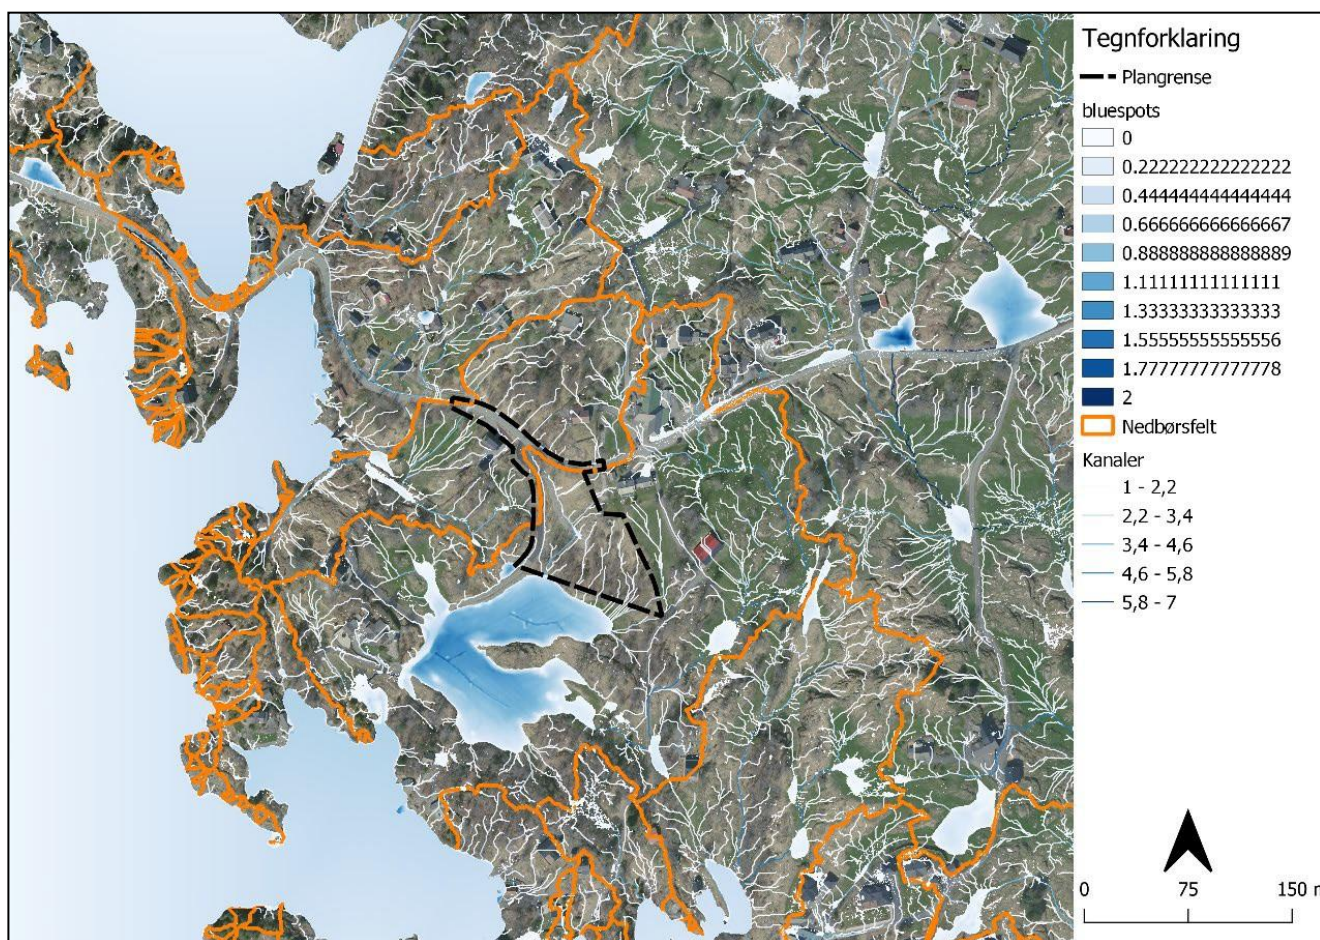 Tegnforklaring
Plangrense
bluespots
0
0.222222222222222
0.444444444444444
0.666666666666667
0.888888888888889
1.11111111111111
1.33333333333333
1.55555555555556
1.77777777777778
2
Nedbørsfelt
Kanaler
1 - 2,2
2,2 - 3,4
3,4 - 4,6
4,6 - 5,8
5,8 - 7
0 75 150 m